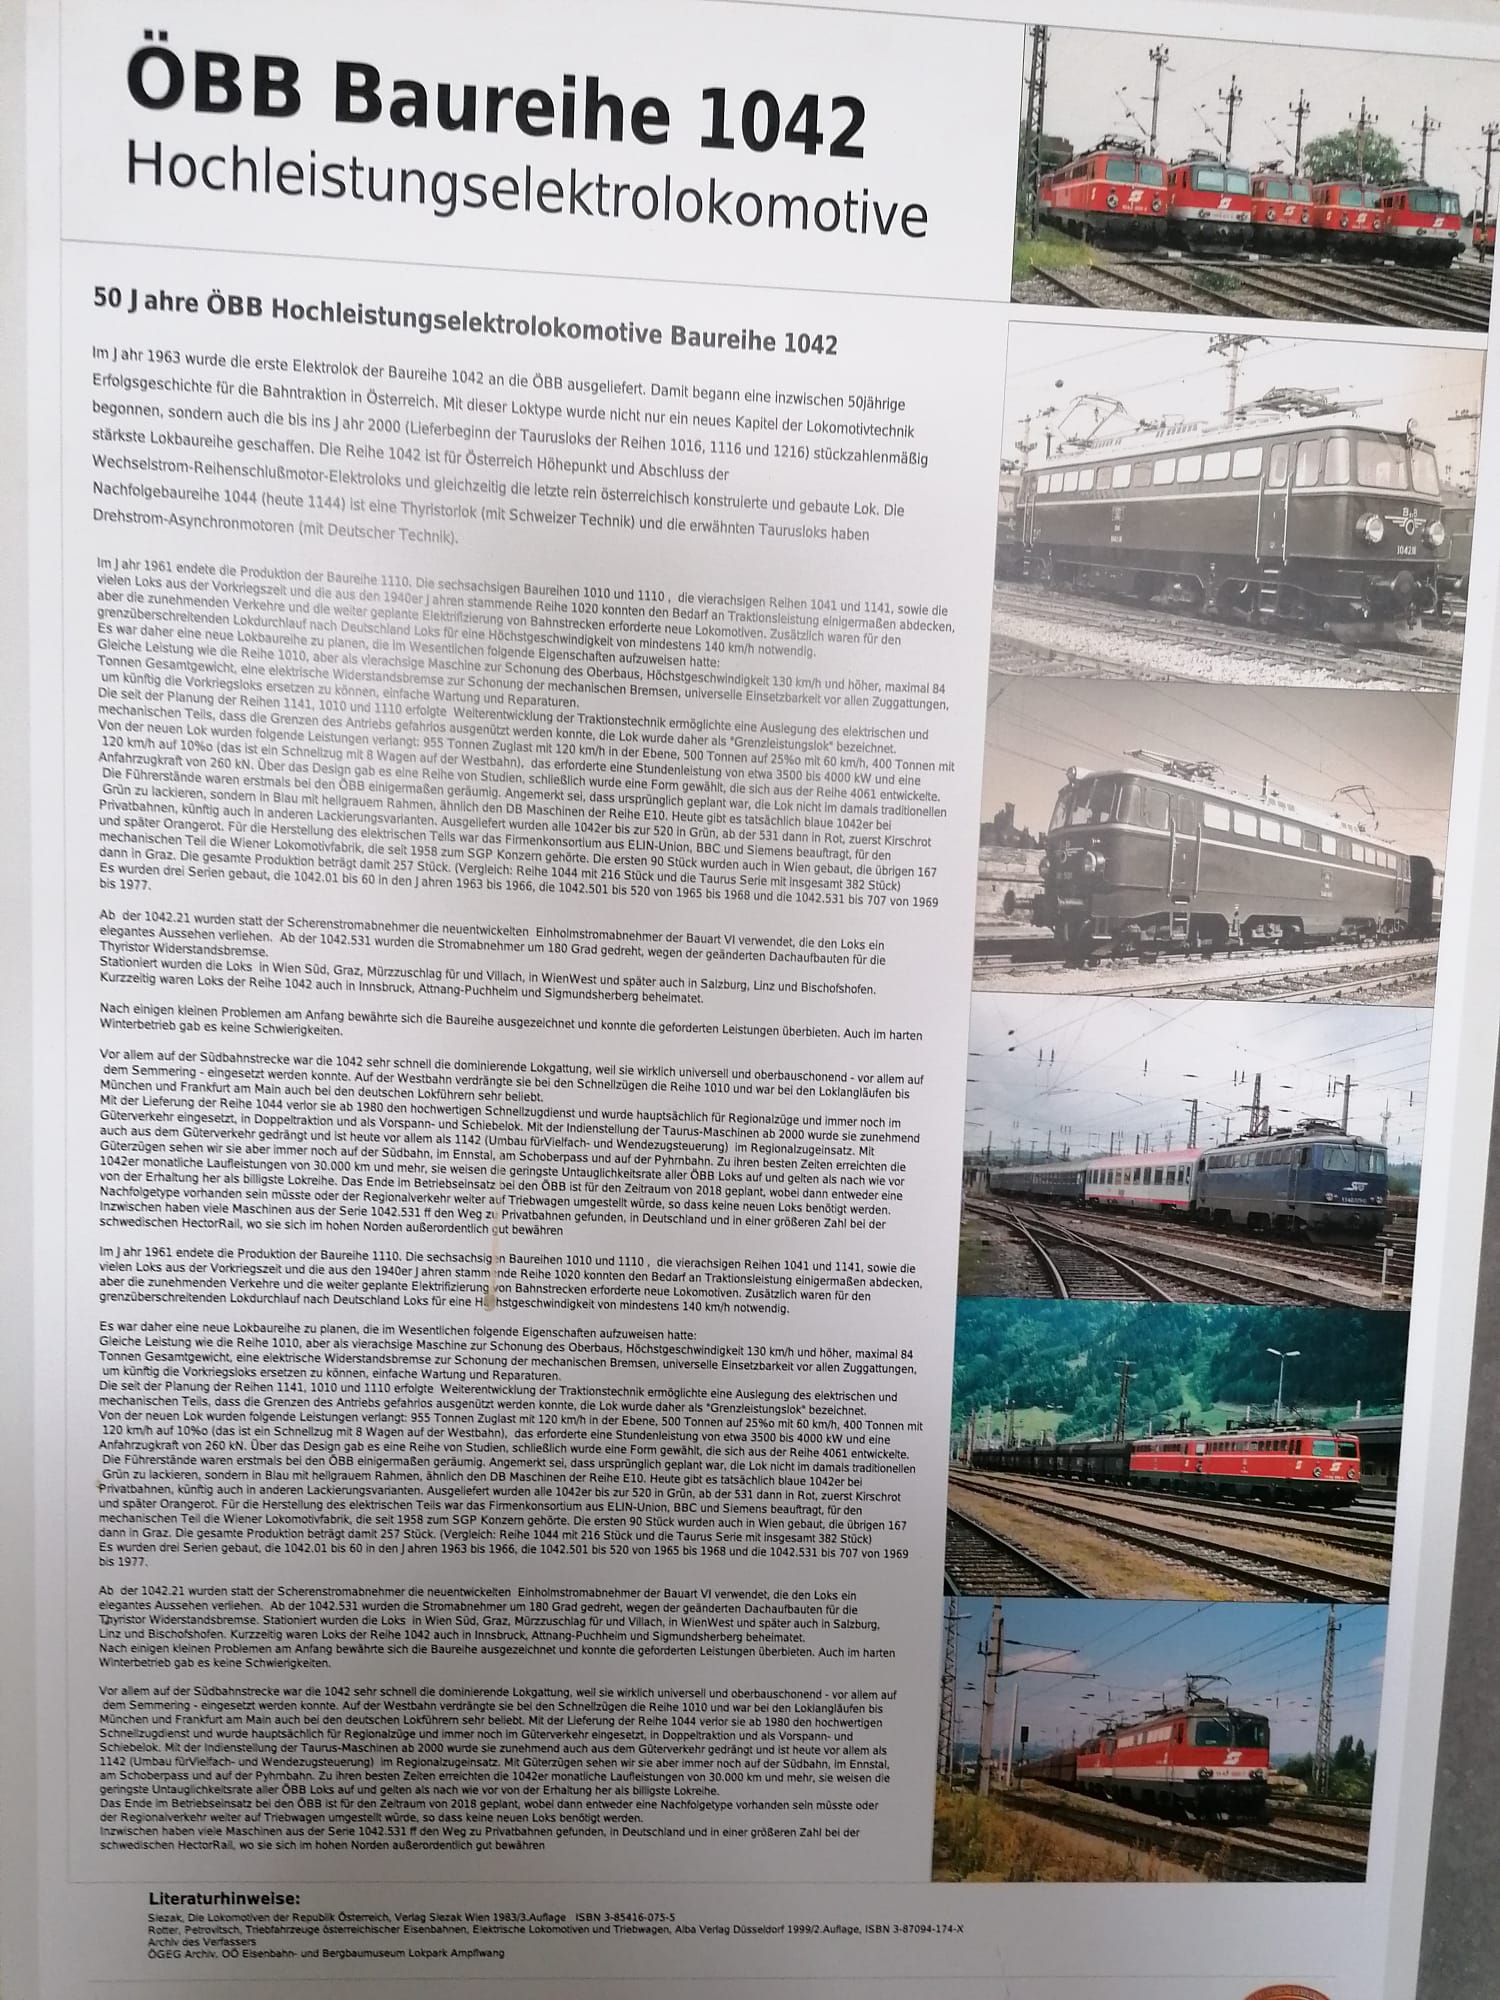 ÖBB Baureihe 1042
Hochleistungselektrolokomotive
50 Jahre ÖBB Hochleistungselektrolokomotive Baureihe 1042
Im Jahr 1963 wurde die erste Elektrolok der Baureihe 1042 an die ÖBB ausgeliefert. Damit begann eine inzwischen 50jährige
Erfolgsgeschichte für die Bahntraktion in Österreich. Mit dieser Loktype wurde nicht nur ein neues Kapitel der Lokomotivtechnik
begonnen, sondern auch die bis ins Jahr 2000 (Lieferbeginn der Taurusloks der Reihen 1016, 1116 und 1216) stückzahlenmäßig
stärkste Lokbaureihe geschaffen. Die Reihe 1042 ist für Österreich Höhepunkt und Abschluss der
Wechselstrom-Reihenschlußmotor-Elektroloks und gleichzeitig die letzte rein österreichisch konstruierte und gebaute Lok. Die
Nachfolgebaureihe 1044 (heute 1144) ist eine Thyristorlok (mit Schweizer Technik) und die erwähnten Taurusloks haben
Drehstrom-Asynchronmotoren (mit Deutscher Technik).
Im Jahr 1961 endete die Produktion der Baureihe 1110. Die sechsachsigen Baureihen 1010 und 1110 , die vierachsigen Reihen 1041 und 1141, sowie die
vielen Loks aus der Vorkriegszeit und die aus den 1940er Jahren stammende Reihe 1020 konnten den Bedarf an Traktionsleistung einigermaßen abdecken,
aber die zunehmenden Verkehre und die weiter geplante Elektrifizierung von Bahnstrecken erforderte neue Lokomotiven. Zusätzlich waren für den
grenzüberschreitenden Lokdurchlauf nach Deutschland Loks für eine Höchstgeschwindigkeit von mindestens 140 km/h notwendig.
Es war daher eine neue Lokbaureihe zu planen, die im Wesentlichen folgende Eigenschaften aufzuweisen hatte:
Gleiche Leistung wie die Reihe 1010, aber als vierachsige Maschine zur Schonung des Oberbaus, Höchstgeschwindigkeit 130 km/h und höher, maximal 84
Tonnen Gesamtgewicht, eine elektrische Widerstandsbremse zur Schonung der mechanischen Bremsen, universelle Einsetzbarkeit vor allen Zuggattungen,
um künftig die Vorkriegsloks ersetzen zu können, einfache Wartung und Reparaturen.
Die seit der Planung der Reihen 1141, 1010 und 1110 erfolgte Weiterentwicklung der Traktionstechnik ermöglichte eine Auslegung des elektrischen und
mechanischen Teils, dass die Grenzen des Antriebs gefahrlos ausgenützt werden konnte, die Lok wurde daher als "Grenzleistungslok" bezeichnet.
Von der neuen Lok wurden folgende Leistungen verlangt: 955 Tonnen Zuglast mit 120 km/h in der Ebene, 500 Tonnen auf 25%o mit 60 km/h, 400 Tonnen mit
120 km/h auf 10%o (das ist ein Schnellzug mit 8 Wagen auf der Westbahn), das erforderte eine Stundenleistung von etwa 3500 bis 4000 kW und eine
Anfahrzugkraft von 260 kN. Über das Design gab es eine Reihe von Studien, schließlich wurde eine Form gewählt, die sich aus der Reihe 4061 entwickelte.
Die Führerstände waren erstmals bei den ÖBB einigermaßen geräumig. Angemerkt sei, dass ursprünglich geplant war, die Lok nicht im damals traditionellen
Grün zu lackieren, sondern in Blau mit hellgrauem Rahmen, ähnlich den DB Maschinen der Reihe E10. Heute gibt es tatsächlich blaue 1042er bei
Privatbahnen, künftig auch in anderen Lackierungsvarianten. Ausgeliefert wurden alle 1042er bis zur 520 in Grün, ab der 531 dann in Rot, zuerst Kirschrot
und später Orangerot. Für die Herstellung des elektrischen Teils war das Firmenkonsortium aus ELIN-Union, BBC und Siemens beauftragt, für den
mechanischen Teil die Wiener Lokomotivfabrik, die seit 1958 zum SGP Konzern gehörte. Die ersten 90 Stück wurden auch in Wien gebaut, die übrigen 167
dann in Graz. Die gesamte Produktion beträgt damit 257 Stück. (Vergleich: Reihe 1044 mit 216 Stück und die Taurus Serie mit insgesamt 382 Stück)
Es wurden drei Serien gebaut, die 1042.01 bis 60 in den Jahren 1963 bis 1966, die 1042.501 bis 520 von 1965 bis 1968 und die 1042.531 bis 707 von 1969
bis 1977.
Ab der 1042.21 wurden statt der Scherenstromabnehmer die neuentwickelten Einholmstromabnehmer der Bauart VI verwendet, die den Loks ein
elegantes Aussehen verliehen. Ab der 1042.531 wurden die Stromabnehmer um 180 Grad gedreht, wegen der geänderten Dachaufbauten für die
Thyristor Widerstandsbremse.
Stationiert wurden die Loks in Wien Süd, Graz, Mürzzuschlag für und Villach, in WienWest und später auch in Salzburg, Linz und Bischofshofen.
Kurzzeitig waren Loks der Reihe 1042 auch in Innsbruck, Attnang-Puchheim und Sigmundsherberg beheimatet.
Nach einigen kleinen Problemen am Anfang bewährte sich die Baureihe ausgezeichnet und konnte die geforderten Leistungen überbieten. Auch im harten
Winterbetrieb gab es keine Schwierigkeiten.
Vor allem auf der Südbahnstrecke war die 1042 sehr schnell die dominierende Lokgattung, weil sie wirklich universell und oberbauschonend - vor allem auf
dem Semmering - eingesetzt werden konnte. Auf der Westbahn verdrängte sie bei den Schnellzügen die Reihe 1010 und war bei den Loklangläufen bis
München und Frankfurt am Main auch bei den deutschen Lokführern sehr beliebt.
Mit der Lieferung der Reihe 1044 verlor sie ab 1980 den hochwertigen Schnellzugdienst und wurde hauptsächlich für Regionalzüge und immer noch im
Güterverkehr eingesetzt, in Doppeltraktion und als Vorspann- und Schiebelok. Mit der Indienstellung der Taurus-Maschinen ab 2000 wurde sie zunehmend
auch aus dem Güterverkehr gedrängt und ist heute vor allem als 1142 (Umbau fürVielfach- und Wendezugsteuerung) im Regionalzugeinsatz. Mit
Güterzügen sehen wir sie aber immer noch auf der Südbahn, im Ennstal, am Schoberpass und auf der Pyhrnbahn. Zu ihren besten Zeiten erreichten die
1042er monatliche Laufleistungen von 30.000 km und mehr, sie weisen die geringste Untauglichkeitsrate aller ÖBB Loks auf und gelten als nach wie vor
von der Erhaltung her als billigste Lokreihe. Das Ende im Betriebseinsatz bei den ÖBB ist für den Zeitraum von 2018 geplant, wobei dann entweder eine
Nachfolgetype vorhanden sein müsste oder der Regionalverkehr weiter auf Triebwagen umgestellt würde, so dass keine neuen Loks benötigt werden.
Inzwischen haben viele Maschinen aus der Serie 1042.531 ff den Weg zu Privatbahnen gefunden, in Deutschland und in einer größeren Zahl bei der
schwedischen HectorRail, wo sie sich im hohen Norden außerordentlich gut bewähren
Im Jahr 1961 endete die Produktion der Baureihe 1110. Die sechsachsigen Baureihen 1010 und 1110 , die vierachsigen Reihen 1041 und 1141, sowie die
vielen Loks aus der Vorkriegszeit und die aus den 1940er Jahren stammende Reihe 1020 konnten den Bedarf an Traktionsleistung einigermaßen abdecken,
aber die zunehmenden Verkehre und die weiter geplante Elektrifizierung von Bahnstrecken erforderte neue Lokomotiven. Zusätzlich waren für den
grenzüberschreitenden Lokdurchlauf nach Deutschland Loks für eine Höchstgeschwindigkeit von mindestens 140 km/h notwendig.
Es war daher eine neue Lokbaureihe zu planen, die im Wesentlichen folgende Eigenschaften aufzuweisen hatte:
Gleiche Leistung wie die Reihe 1010, aber als vierachsige Maschine zur Schonung des Oberbaus, Höchstgeschwindigkeit 130 km/h und höher, maximal 84
Tonnen Gesamtgewicht, eine elektrische Widerstandsbremse zur Schonung der mechanischen Bremsen, universelle Einsetzbarkeit vor allen Zuggattungen,
um künftig die Vorkriegsloks ersetzen zu können, einfache Wartung und Reparaturen.
Die seit der Planung der Reihen 1141, 1010 und 1110 erfolgte Weiterentwicklung der Traktionstechnik ermöglichte eine Auslegung des elektrischen und
mechanischen Teils, dass die Grenzen des Antriebs gefahrlos ausgenützt werden konnte, die Lok wurde daher als "Grenzleistungslok" bezeichnet.
Von der neuen Lok wurden folgende Leistungen verlangt: 955 Tonnen Zuglast mit 120 km/h in der Ebene, 500 Tonnen auf 25%o mit 60 km/h, 400 Tonnen mit
120 km/h auf 10%o (das ist ein Schnellzug mit 8 Wagen auf der Westbahn), das erforderte eine Stundenleistung von etwa 3500 bis 4000 kW und eine
Anfahrzugkraft von 260 kN. Über das Design gab es eine Reihe von Studien, schließlich wurde eine Form gewählt, die sich aus der Reihe 4061 entwickelte.
Die Führerstände waren erstmals bei den ÖBB einigermaßen geräumig. Angemerkt sei, dass ursprünglich geplant war, die Lok nicht im damals traditionellen
Grün zu lackieren, sondern in Blau mit hellgrauem Rahmen, ähnlich den DB Maschinen der Reihe E10. Heute gibt es tatsächlich blaue 1042er bei
Privatbahnen, künftig auch in anderen Lackierungsvarianten. Ausgeliefert wurden alle 1042er bis zur 520 in Grün, ab der 531 dann in Rot, zuerst Kirschrot
und später Orangerot. Für die Herstellung des elektrischen Teils war das Firmenkonsortium aus ELIN-Union, BBC und Siemens beauftragt, für den
mechanischen Teil die Wiener Lokomotivfabrik, die seit 1958 zum SGP Konzern gehörte. Die ersten 90 Stück wurden auch in Wien gebaut, die übrigen 167
dann in Graz. Die gesamte Produktion beträgt damit 257 Stück. (Vergleich: Reihe 1044 mit 216 Stück und die Taurus Serie mit insgesamt 382 Stück)
Es wurden drei Serien gebaut, die 1042.01 bis 60 in den Jahren 1963 bis 1966, die 1042.501 bis 520 von 1965 bis 1968 und die 1042.531 bis 707 von 1969
bis 1977.
Ab der 1042.21 wurden statt der Scherenstromabnehmer die neuentwickelten Einholmstromabnehmer der Bauart VI verwendet, die den Loks ein
elegantes Aussehen verliehen. Ab der 1042.531 wurden die Stromabnehmer um 180 Grad gedreht, wegen der geänderten Dachaufbauten für die
Thyristor Widerstandsbremse. Stationiert wurden die Loks in Wien Süd, Graz, Mürzzuschlag für und Villach, in WienWest und später auch in Salzburg,
Linz und Bischofshofen. Kurzzeitig waren Loks der Reihe 1042 auch in Innsbruck, Attnang-Puchheim und Sigmundsherberg beheimatet.
Nach einigen kleinen Problemen am Anfang bewährte sich die Baureihe ausgezeichnet und konnte die geforderten Leistungen überbieten. Auch im harten
Winterbetrieb gab es keine Schwierigkeiten.
Vor allem auf der Südbahnstrecke war die 1042 sehr schnell die dominierende Lokgattung, weil sie wirklich universell und oberbauschonend - vor allem auf
dem Semmering - eingesetzt werden konnte. Auf der Westbahn verdrängte sie bei den Schnellzügen die Reihe 1010 und war bei den Loklangläufen bis
München und Frankfurt am Main auch bei den deutschen Lokführern sehr beliebt. Mit der Lieferung der Reihe 1044 verlor sie ab 1980 den hochwertigen
Schnellzugdienst und wurde hauptsächlich für Regionalzüge und immer noch im Güterverkehr eingesetzt, in Doppeltraktion und als Vorspann- und
Schiebelok. Mit der Indienstellung der Taurus-Maschinen ab 2000 wurde sie zunehmend auch aus dem Güterverkehr gedrängt und ist heute vor allem als
1142 (Umbau fürVielfach- und Wendezugsteuerung) im Regionalzugeinsatz. Mit Güterzügen sehen wir sie aber immer noch auf der Südbahn, im Ennstal,
am Schoberpass und auf der Pyhrnbahn. Zu ihren besten Zeiten erreichten die 1042er monatliche Laufleistungen von 30.000 km und mehr, sie weisen die
geringste Untauglichkeitsrate aller ÖBB Loks auf und gelten als nach wie vor von der Erhaltung her als billigste Lokreihe.
Das Ende im Betriebseinsatz bei den ÖBB ist für den Zeitraum von 2018 geplant, wobei dann entweder eine Nachfolgetype vorhanden sein müsste oder
der Regionalverkehr weiter auf Triebwagen umgestellt würde, so dass keine neuen Loks benötigt werden.
Inzwischen haben viele Maschinen aus der Serie 1042.531 ff den Weg zu Privatbahnen gefunden, in Deutschland und in einer größeren Zahl bei der
schwedischen HectorRail, wo sie sich im hohen Norden außerordentlich gut bewähren
Literaturhinweise:
Slezak, Die Lokomotiven der Republik Österreich, Verlag Slezak Wien 1983/3.Auflage ISBN 3-85416-075-5
Rotter, Petrovitsch, Triebfahrzeuge österreichischer Eisenbahnen, Elektrische Lokomotiven und Triebwagen, Alba Verlag Düsseldorf 1999/2.Auflage, ISBN 3-87094-174-X
Archiv des Verfassers
ÖGEG Archiv. OÖ Eisenbahn- und Bergbaumuseum Lokpark Ampflwang